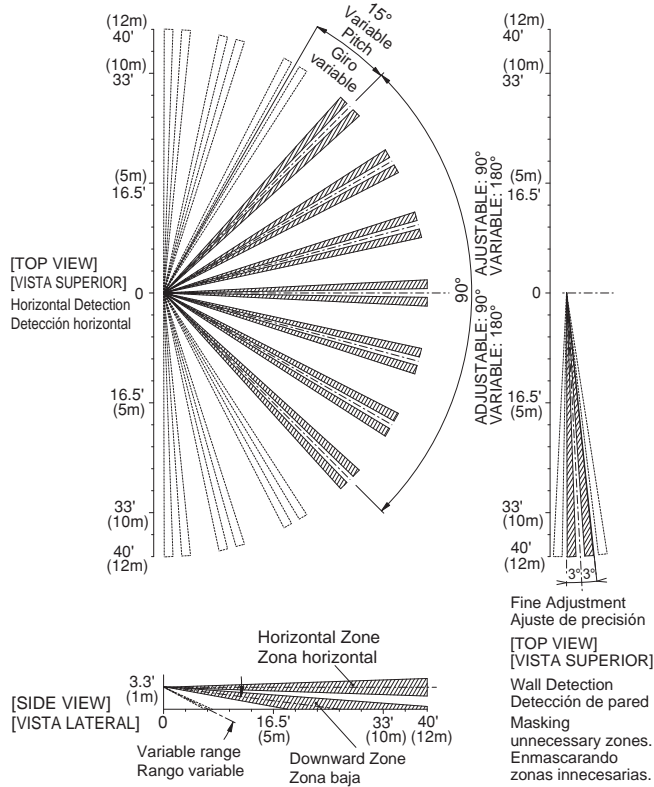 (12m)
40'
(10m)
33'
(5m)
16.5'
[TOP VIEW]
[VISTA SUPERIOR]
Horizontal Detection
Detección horizontal
0
16.5'
(5m)
33'
(10m)
40'
(12m)
15°
Variable
Pitch
Giro
variable
90°
AJUSTABLE: 90°
VARIABLE: 180°
ADJUSTABLE: 90°
VARIABLE: 180°
(12m)
40'
(10m)
33'
(5m)
16.5'
0
16.5'
(5m)
33'
(10m)
40'
(12m)
3° 3°
Fine Adjustment
Ajuste de precisión
[TOP VIEW]
[VISTA SUPERIOR]
Wall Detection
Detección de pared
Masking
unnecessary zones.
Enmascarando
zonas innecesarias.
Horizontal Zone
Zona horizontal
3.3'
(1m)
[SIDE VIEW]
[VISTA LATERAL]
0
16.5'
(5m)
33'
(10m)
40'
(12m)
Variable range
Rango variable
Downward Zone
Zona baja